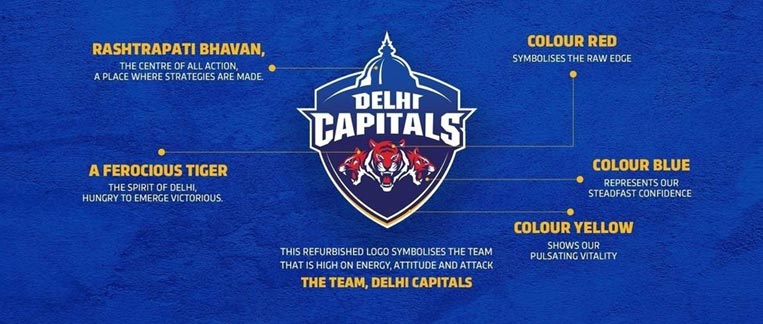 RASHTRAPATI BHAVAN,
THE CENTRE OF ALL ACTION,
A PLACE WHERE STRATEGIES ARE MADE.
COLOUR RED
SYMBOLISES THE RAW EDGE
DELHI
CAPITALS
A FEROCIOUS TIGER
THE SPIRIT OF DELHI,
HUNGRY TO EMERGE VICTORIOUS.
COLOUR BLUE
REPRESENTS OUR
STEADFAST CONFIDENCE
COLOUR YELLOW
SHOWS OUR
PULSATING VITALITY
THIS REFURBISHED LOGO SYMBOLISES THE TEAM
THAT IS HIGH ON ENERGY, ATTITUDE AND ATTACK
THE TEAM, DELHI CAPITALS